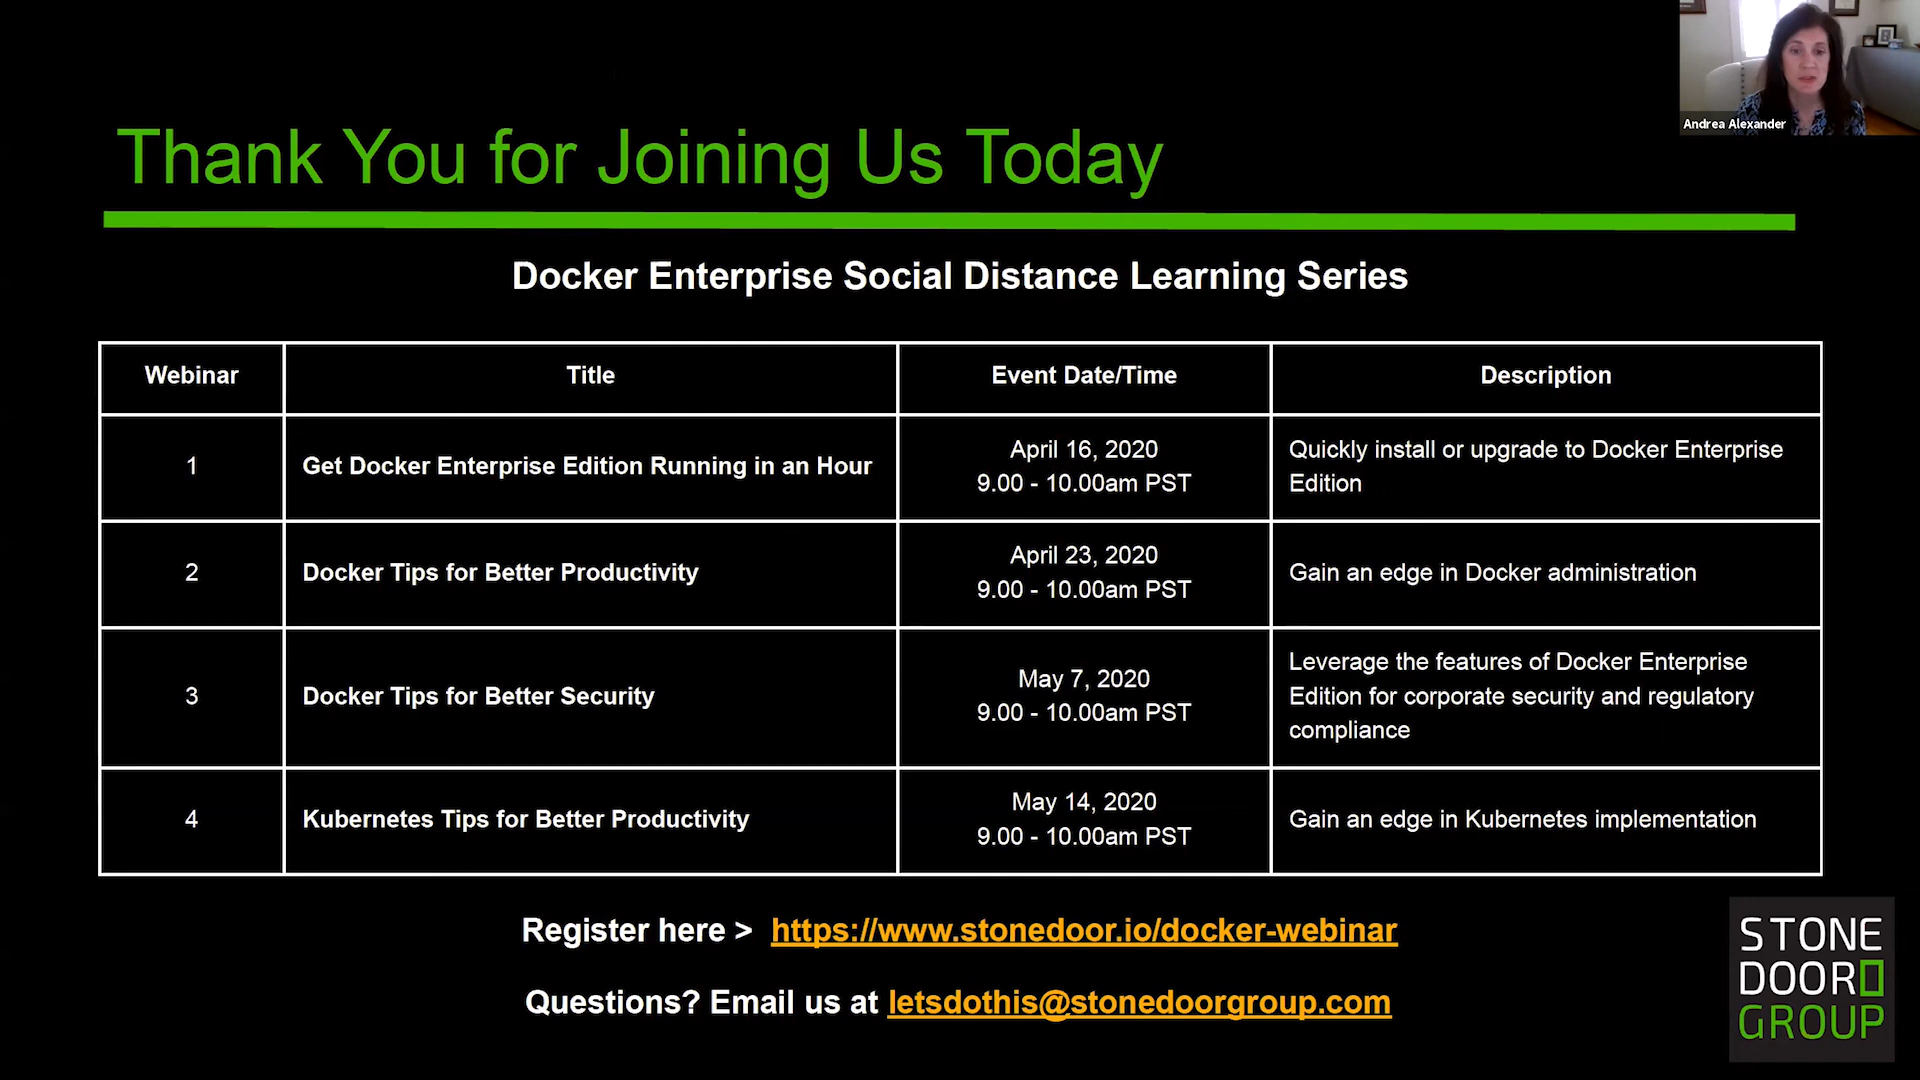 Andrea Alexander
Thank You for Joining Us Today
Docker Enterprise Social Distance Learning Series
Webinar
Title
Event Date/Time
Description
1
Get Docker Enterprise Edition Running in an Hour
April 16, 2020
9.00 - 10.00am PST
Quickly install or upgrade to Docker Enterprise
Edition
2
Docker Tips for Better Productivity
April 23, 2020
9.00 - 10.00am PST
Gain an edge in Docker administration
3
Docker Tips for Better Security
May 7, 2020
9.00 - 10.00am PST
Leverage the features of Docker Enterprise
Edition for corporate security and regulatory
compliance
4
Kubernetes Tips for Better Productivity
May 14, 2020
9.00 - 10.00am PST
Gain an edge in Kubernetes implementation
Register here > https://www.stonedoor.io/docker-webinar
Questions? Email us at letsdothis@stonedoorgroup.com
STONE
DOOR
GROUP